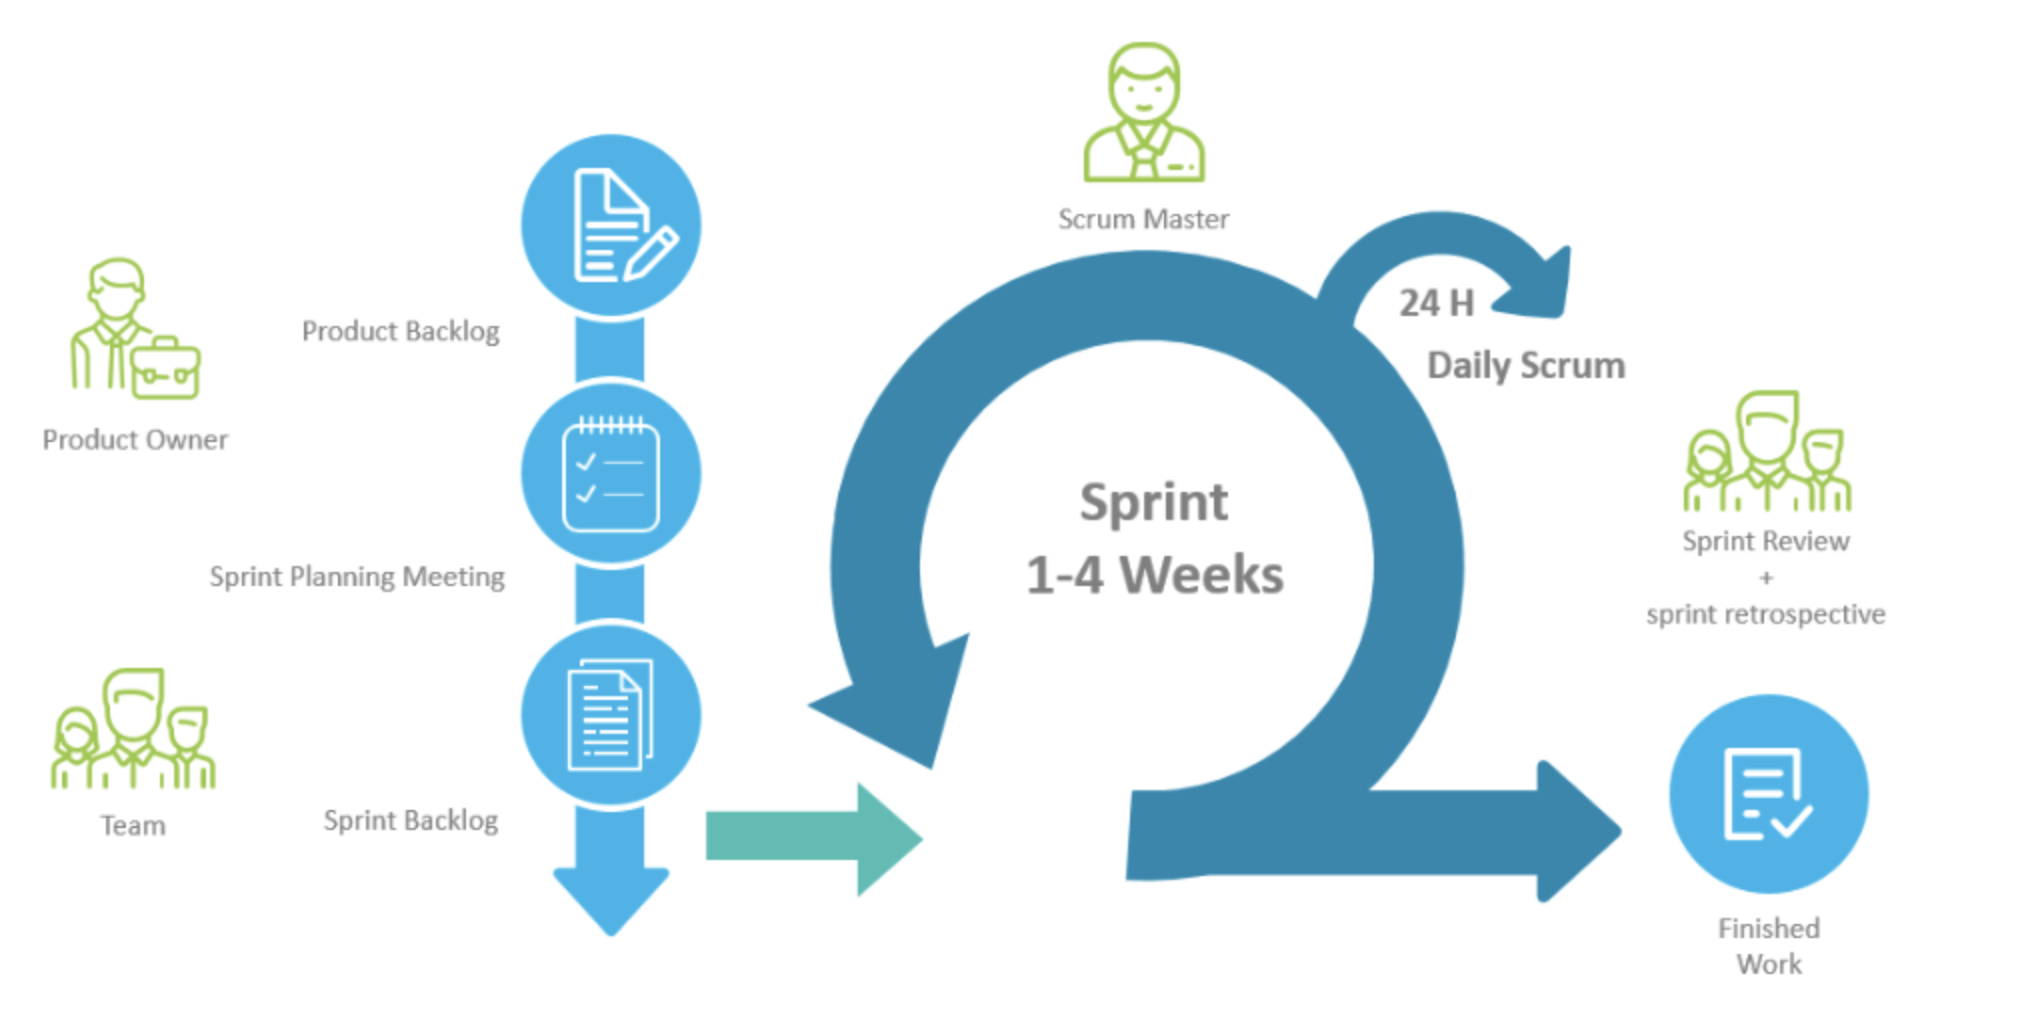 Scrum Master
Product Backlog
Product Owner
Sprint Planning Meeting
Team
Sprint Backlog
Sprint
1-4 Weeks
24 H
Daily Scrum
Sprint Review
+
sprint retrospective
Finished
Work